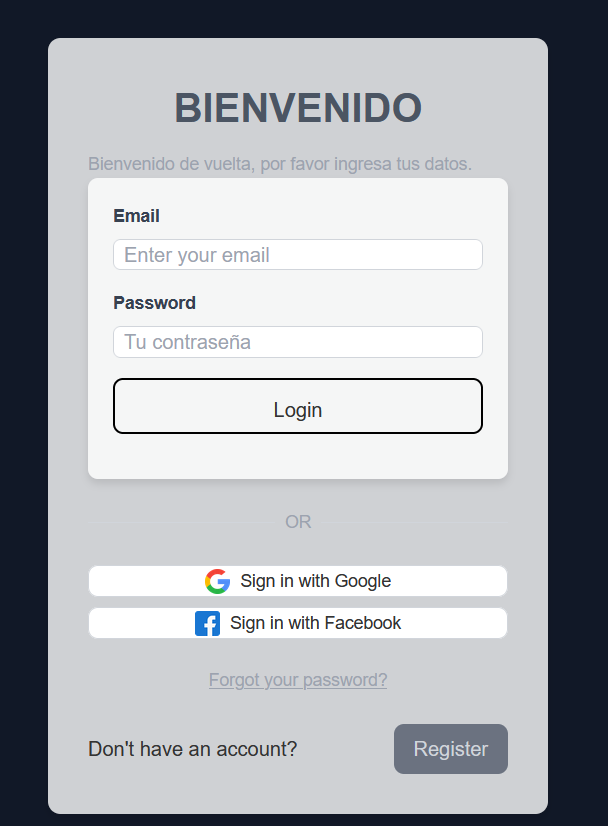 BIENVENIDO
Bienvenido de vuelta, por favor ingresa tus datos.
Email
Enter your email
Password
Tu contraseña
Login
OR
Sign in with Google
Sign in with Facebook
Forgot your password?
Don't have an account? Register